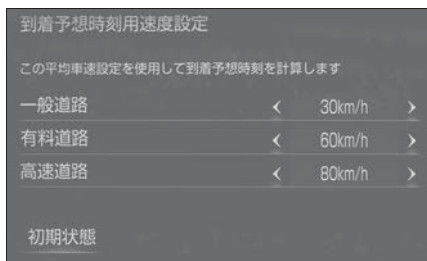 到着予想時刻用速度設定
この平均車速設定を使用して到着予想時刻を計算します
一般道路 < 30km/h >
有料道路 < 60km/h >
高速道路 < 80km/h >
初期状態